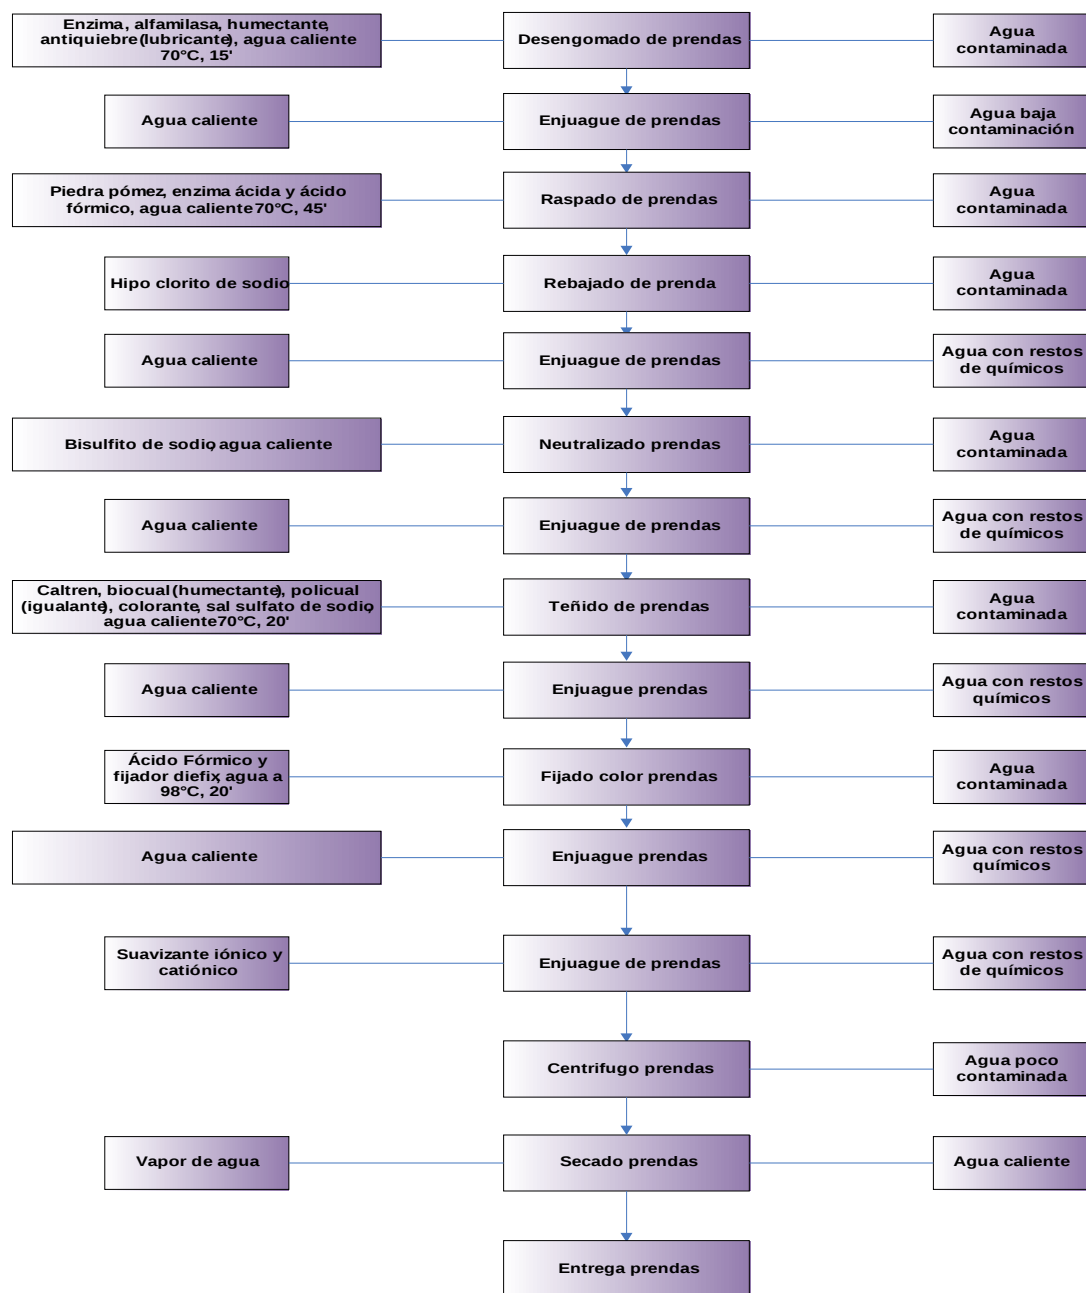 Enzima, alfamilasa, humectante,
antiquiebre(lubricante), agua caliente
70°C, 15'
Desengomado de prendas
Agua
contaminada
Agua caliente
Enjuague de prendas
Agua baja
contaminación
Piedra pómez, enzima ácida y ácido
fórmico, agua caliente 70°C, 45'
Raspado de prendas
Agua
contaminada
Hipo clorito de sodio
Rebajado de prenda
Agua
contaminada
Agua caliente
Enjuague de prendas
Agua con restos
de químicos
Bisulfito de sodio, agua caliente
Neutralizado prendas
Agua
contaminada
Agua caliente
Enjuague de prendas
Agua con restos
de químicos
Caltren, biocual (humectante), policual
(igualante), colorante, sal sulfato de sodio,
agua caliente 70°C, 20'
Teñido de prendas
Agua
contaminada
Agua caliente
Enjuague prendas
Agua con restos
químicos
Ácido Fórmico y
fijador diefix, agua a
98°C, 20'
Fijado color prendas
Agua
contaminada
Agua caliente
Enjuague prendas
Agua con restos
químicos
Suavizante iónico y
catiónico
Enjuague de prendas
Agua con restos
de químicos
Centrifugo prendas
Agua poco
contaminada
Vapor de agua
Secado prendas
Agua caliente
Entrega prendas